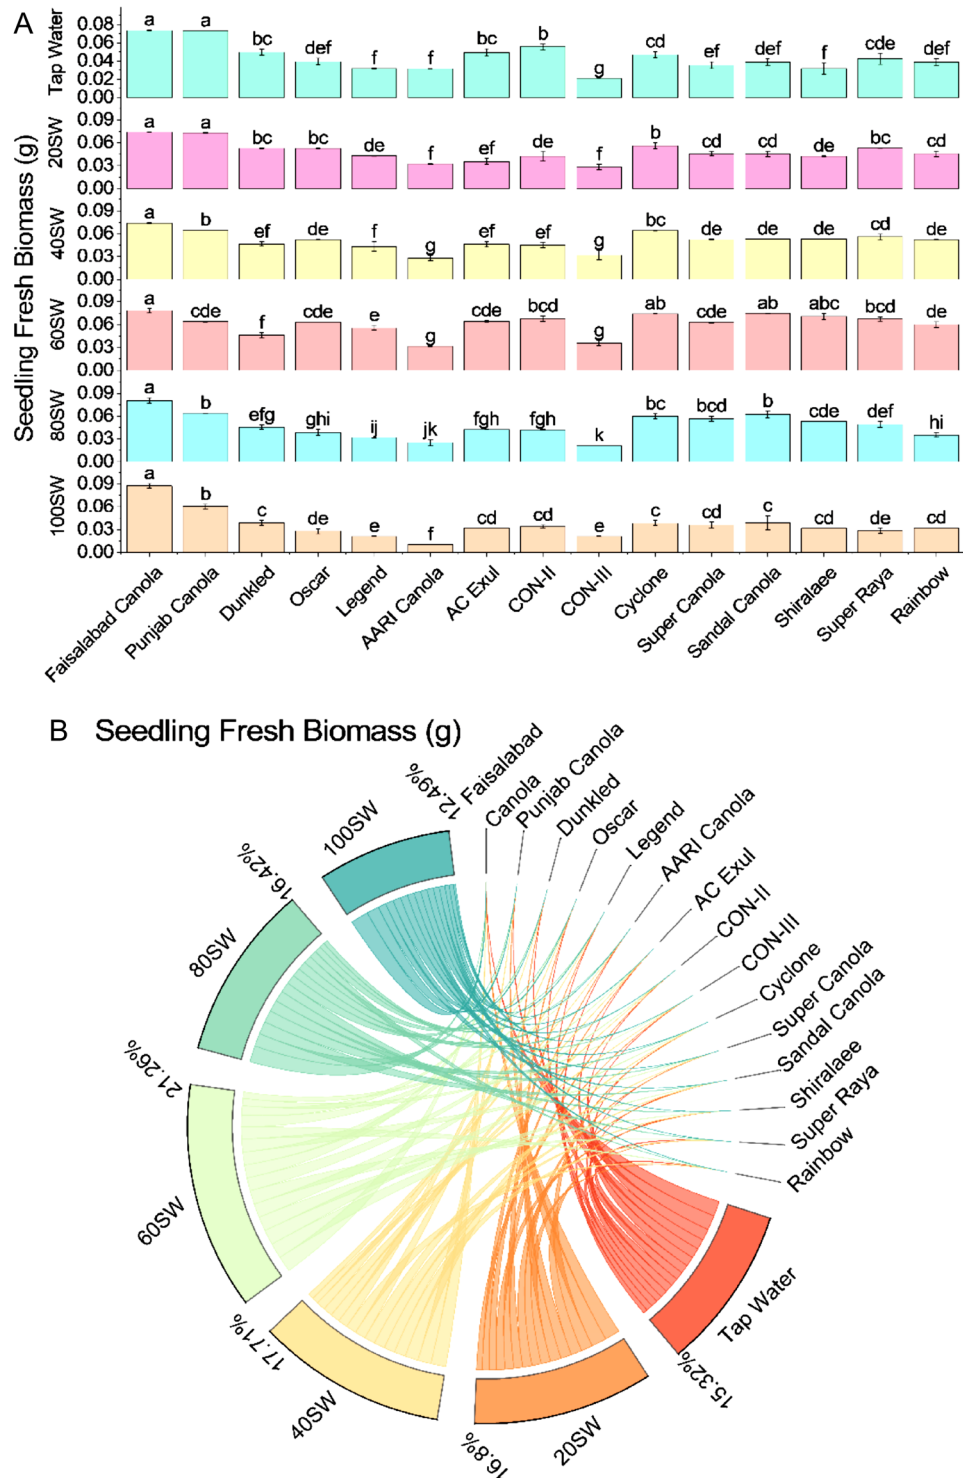 A
Seedling Fresh Biomass (g)
Tap Water
0.08
0.06
0.04
0.02
0.00
a a bc def f f bc b g cd ef def f cde def
20SW
0.09
0.06
0.03
0.00
a a bc bc de f ef de f b cd cd de bc cd
40SW
0.09
0.06
0.03
0.00
a b ef de f g ef ef g bc de de de cd de
60SW
0.09
0.06
0.03
0.00
a cde f cde e g cde bcd g ab cde ab abc bcd de
80SW
0.09
0.06
0.03
0.00
a b efg ghi ij jk fgh fgh k bc bcd b cde def hi
100SW
0.09
0.06
0.03
0.00
a b c de e f cd cd e c cd c cd de cd
Faisalabad Canola
Punjab Canola
Dunkled
Oscar
Legend
AARI Canola
AC Exul
CON-II
CON-III
Cyclone
Super Canola
Sandal Canola
Shiralaee
Super Raya
Rainbow
B Seedling Fresh Biomass (g)
Faisalabad
Canola
Punjab Canola
Dunkled
Oscar
Legend
AARI Canola
AC Exul
CON-II
CON-III
Cyclone
Super Canola
Sandal Canola
Shiralaee
Super Raya
Rainbow
Tap Water
15.32%
20SW
16.8%
40SW
17.71%
60SW
21.26%
80SW
16.42%
100SW
12.49%